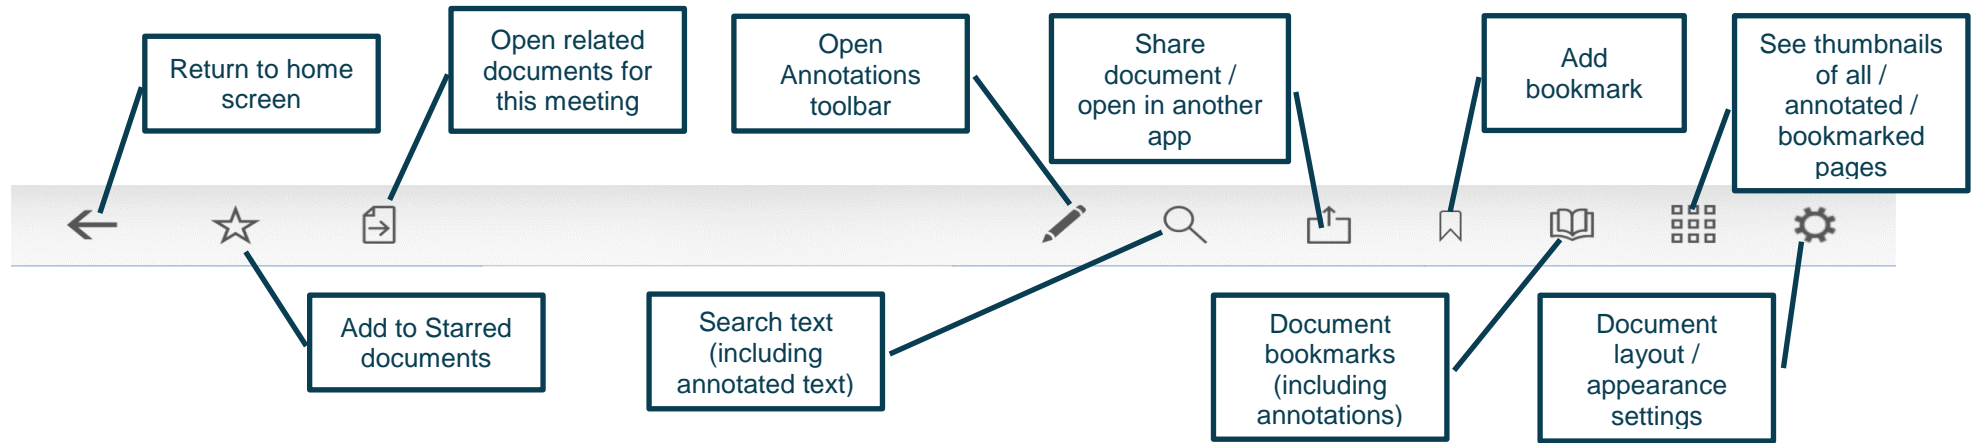 Return to home
screen
Open related
documents for
this meeting
Open
Annotations
toolbar
Share
document /
open in another
app
Add
bookmark
See thumbnails
of all /
annotated /
bookmarked
pages
Add to Starred
documents
Search text
(including
annotated text)
Document
bookmarks
(including
annotations)
Document
layout /
appearance
settings